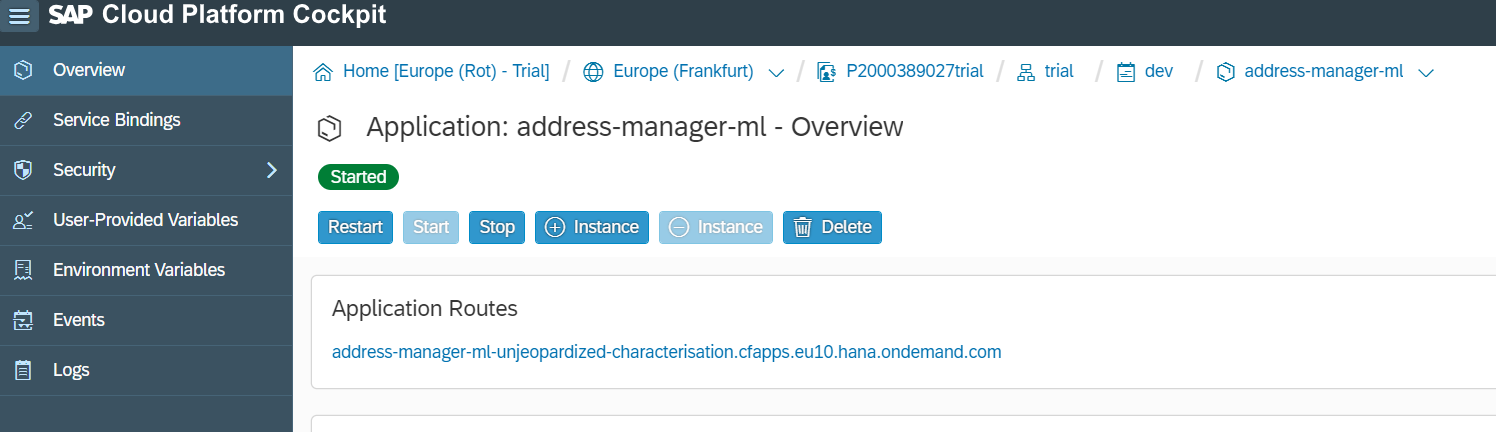 SAP Cloud Platform Cockpit
Overview
Service Bindings
Security
User-Provided Variables
Environment Variables
Events
Logs
Home [Europe (Rot) - Trial] / Europe (Frankfurt) / P2000389027trial / trial / dev / address-manager-ml
Application: address-manager-ml - Overview
Started
Restart Start Stop Instance Instance Delete
Application Routes
address-manager-ml-unjeopardized-characterisation.cfapps.eu10.hana.ondemand.com